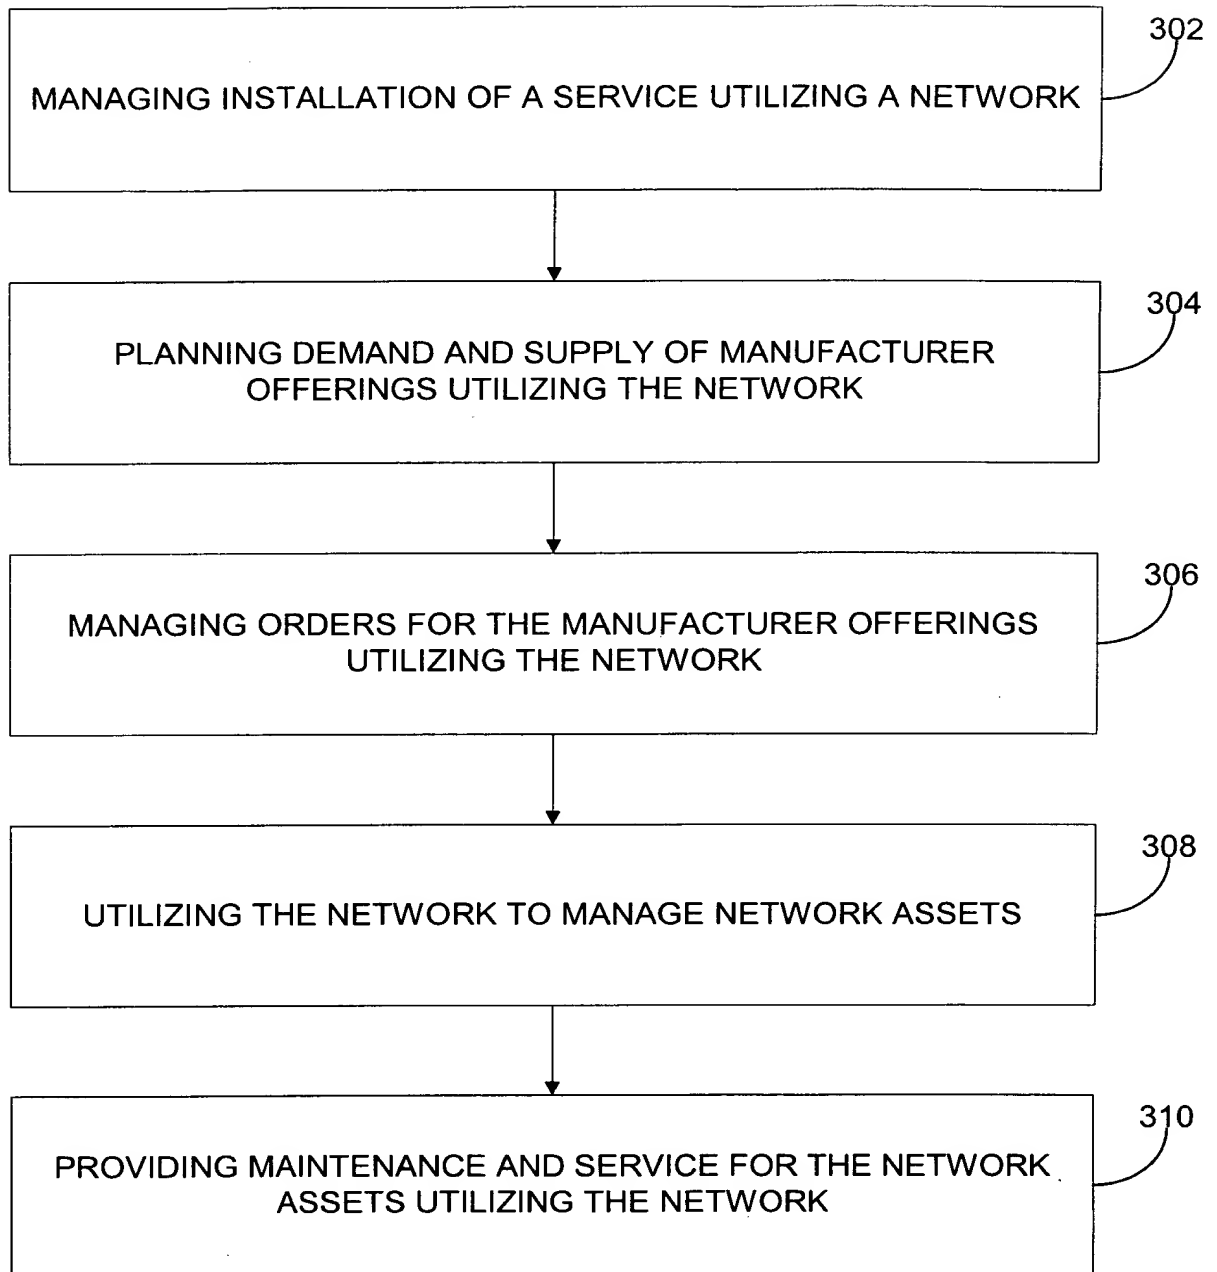 302
MANAGING INSTALLATION OF A SERVICE UTILIZING A NETWORK
304
PLANNING DEMAND AND SUPPLY OF MANUFACTURER
OFFERINGS UTILIZING THE NETWORK
306
MANAGING ORDERS FOR THE MANUFACTURER OFFERINGS
UTILIZING THE NETWORK
308
UTILIZING THE NETWORK TO MANAGE NETWORK ASSETS
310
PROVIDING MAINTENANCE AND SERVICE FOR THE NETWORK
ASSETS UTILIZING THE NETWORK